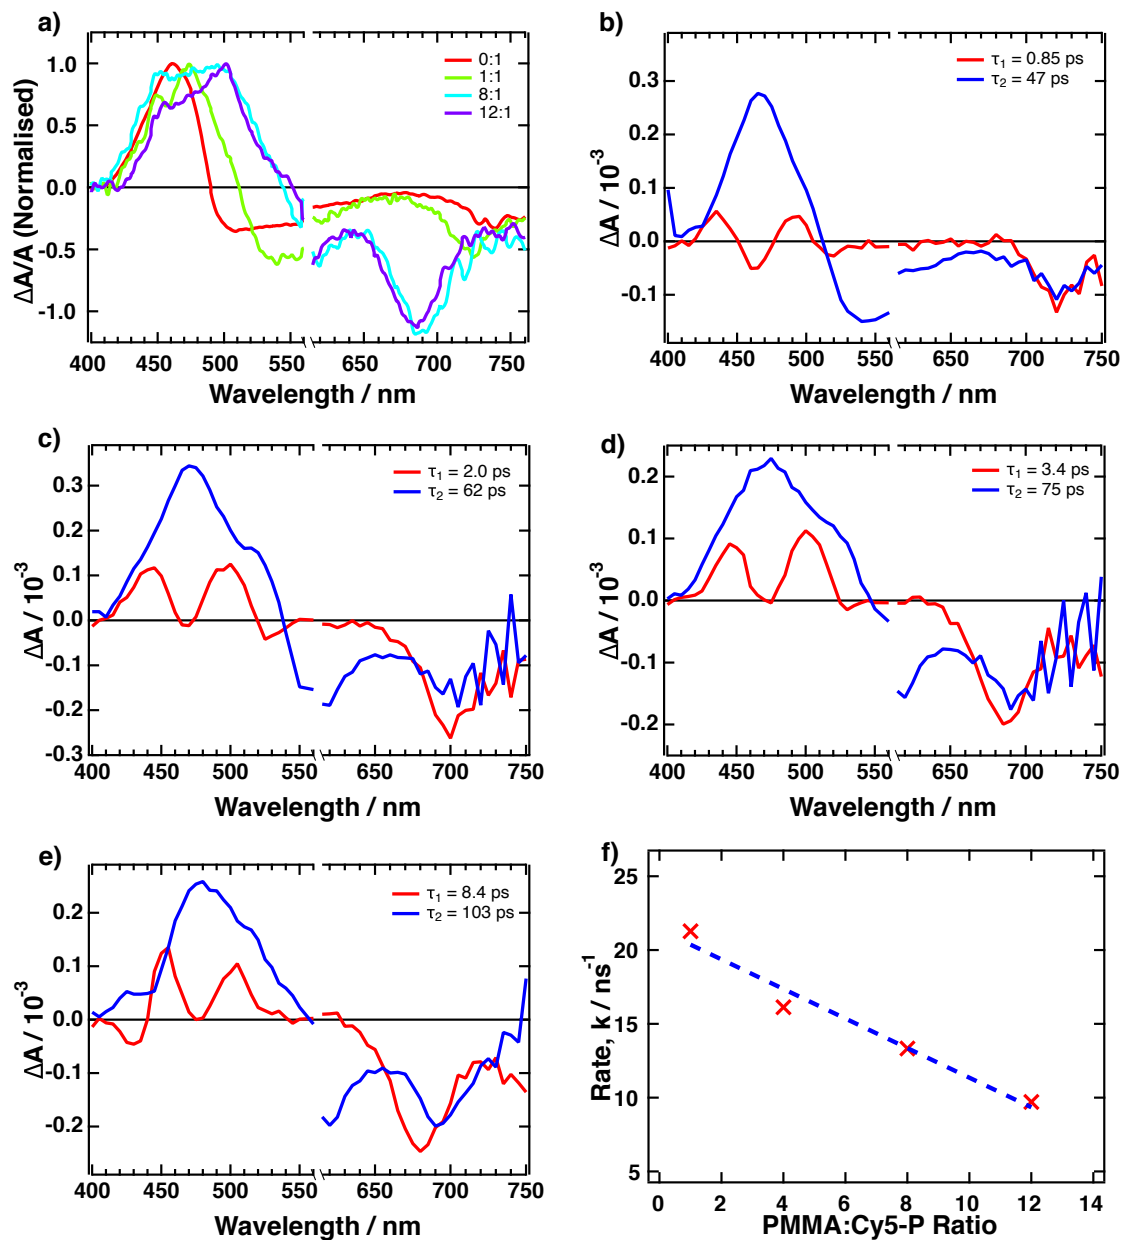 a)
ΔA/A (Normalised)
1.0
0.5
0.0
-0.5
-1.0
0:1
1:1
8:1
12:1
400 450 500 550 700 750
Wavelength / nm
b)
ΔA / 10⁻³
0.3
0.2
0.1
0.0
-0.1
τ₁ = 0.85 ps
τ₂ = 47 ps
400 450 500 550 650 700 750
Wavelength / nm
c)
ΔA / 10⁻³
0.3
0.2
0.1
0.0
-0.1
-0.2
-0.3
τ₁ = 2.0 ps
τ₂ = 62 ps
400 450 500 550 650 700 750
Wavelength / nm
d)
ΔA / 10⁻³
0.2
0.1
0.0
-0.1
-0.2
τ₁ = 3.4 ps
τ₂ = 75 ps
400 450 500 550 650 700 750
Wavelength / nm
e)
ΔA / 10⁻³
0.2
0.1
0.0
-0.1
-0.2
τ₁ = 8.4 ps
τ₂ = 103 ps
400 450 500 550 650 700 750
Wavelength / nm
f)
Rate, k / ns⁻¹
25
20
15
10
5
0 2 4 6 8 10 12 14
PMMA:Cy5-P Ratio